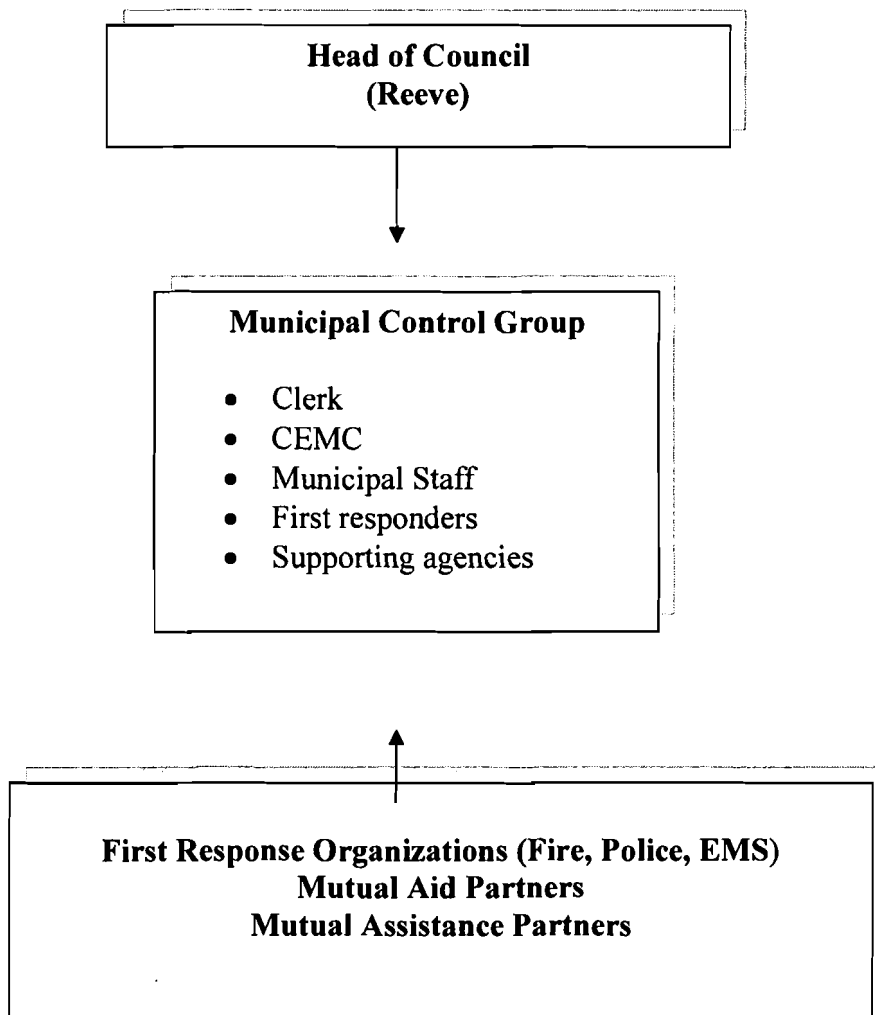 Head of Council
(Reeve)
Municipal Control Group
• Clerk
• CEMC
• Municipal Staff
• First responders
• Supporting agencies
First Response Organizations (Fire, Police, EMS)
Mutual Aid Partners
Mutual Assistance Partners